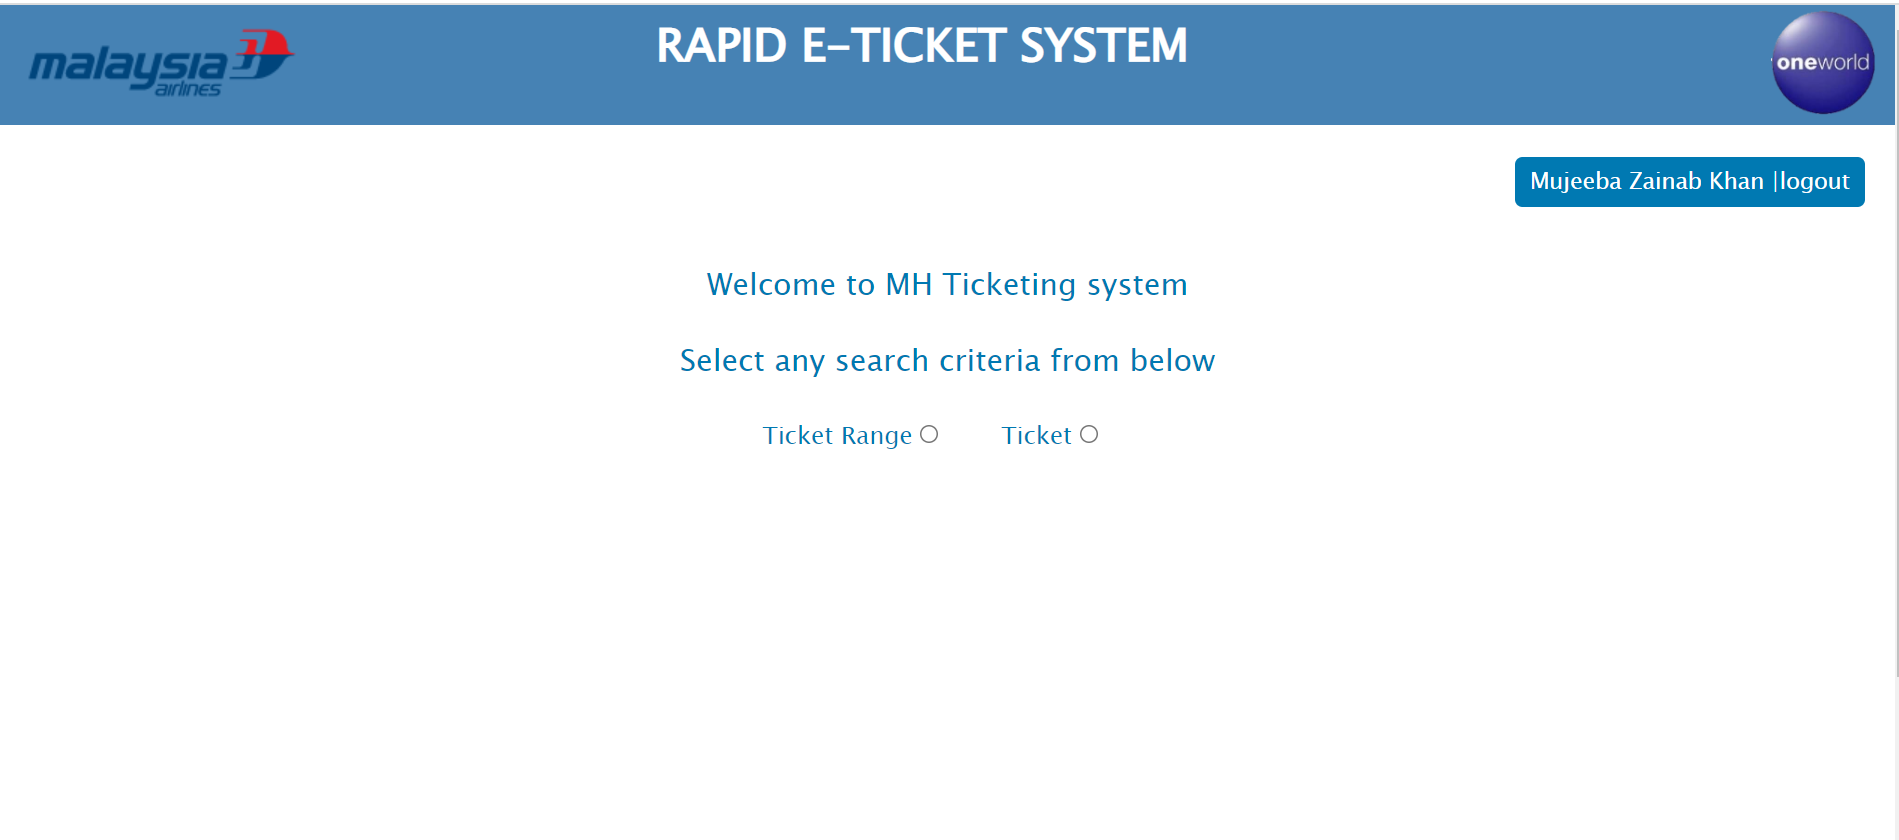 malaysia
airlines
RAPID E-TICKET SYSTEM
oneworld
Mujeeba Zainab Khan |logout
Welcome to MH Ticketing system
Select any search criteria from below
Ticket Range Ticket